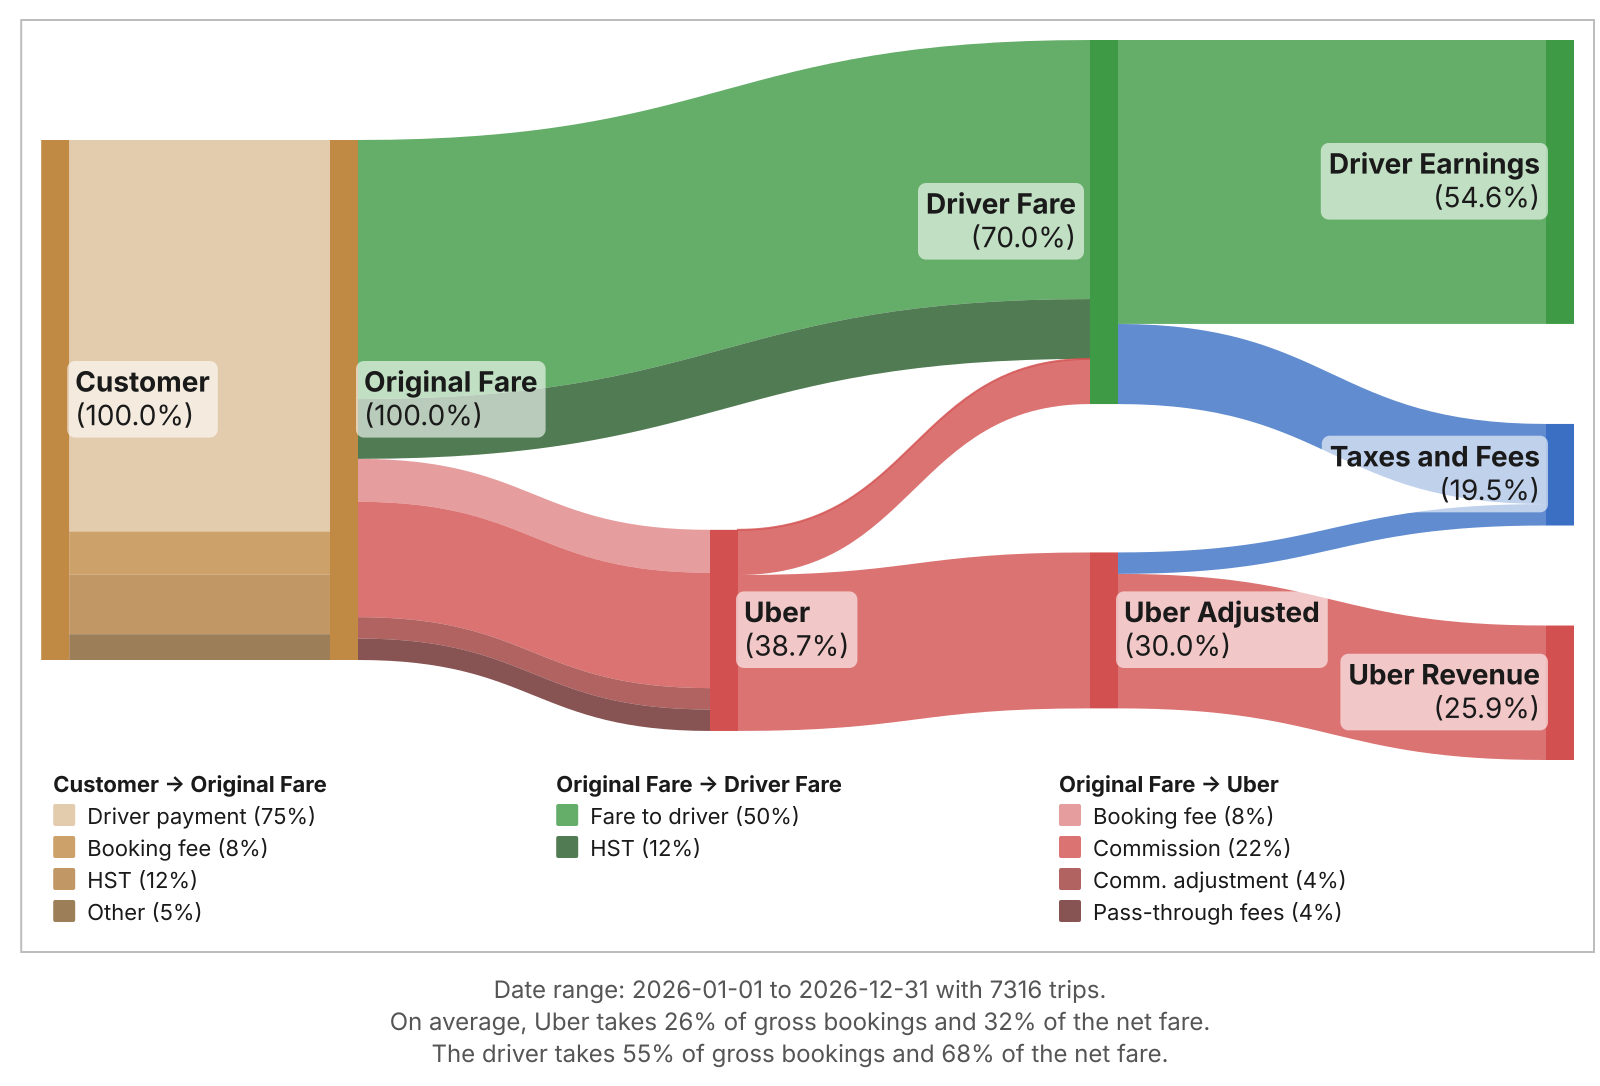 Driver Earnings
(54.6%)
Driver Fare
(70.0%)
Customer
(100.0%)
Original Fare
(100.0%)
Taxes and Fees
(19.5%)
Uber
(38.7%)
Uber Adjusted
(30.0%)
Uber Revenue
(25.9%)
Customer → Original Fare
Driver payment (75%)
Booking fee (8%)
HST (12%)
Other (5%)
Original Fare → Driver Fare
Fare to driver (50%)
HST (12%)
Original Fare → Uber
Booking fee (8%)
Commission (22%)
Comm. adjustment (4%)
Pass-through fees (4%)
Date range: 2026-01-01 to 2026-12-31 with 7316 trips.
On average, Uber takes 26% of gross bookings and 32% of the net fare.
The driver takes 55% of gross bookings and 68% of the net fare.